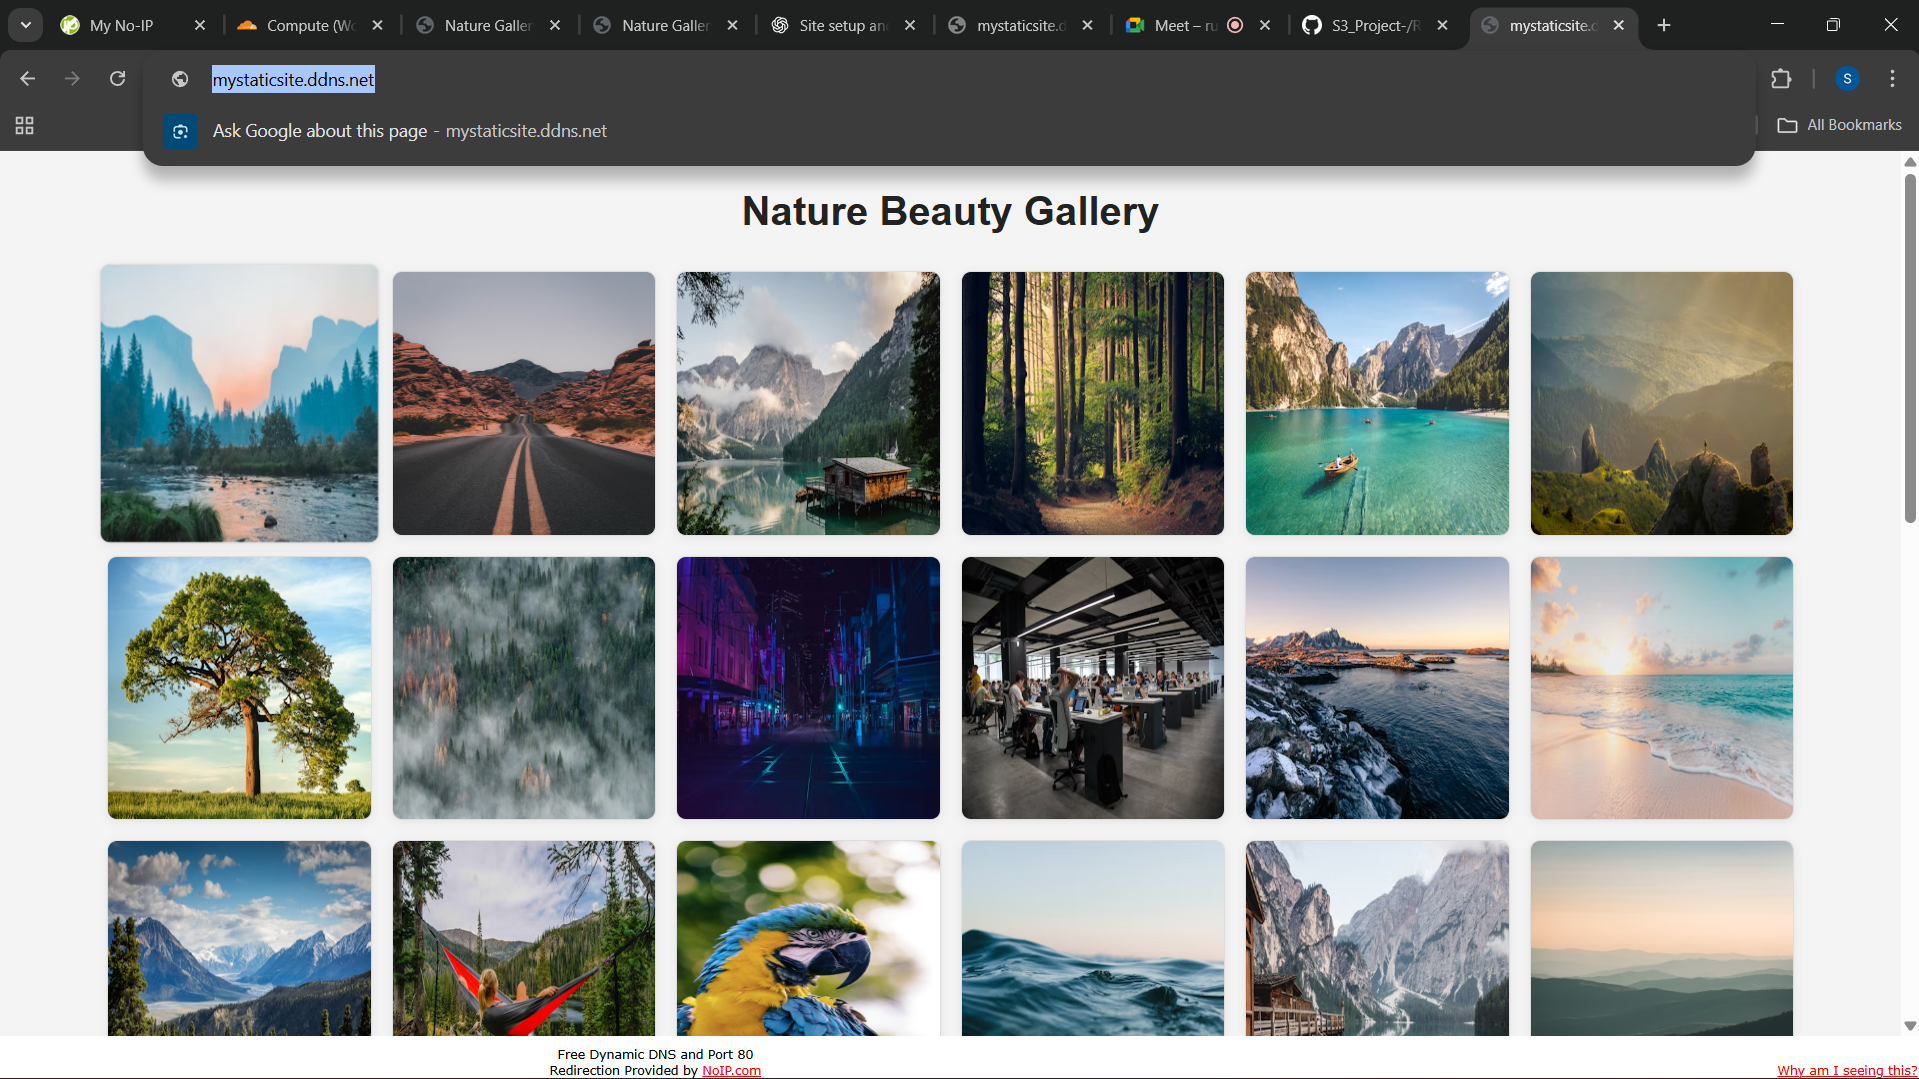 My No-IP
Compute (Wo
Nature Galler
Nature Galler
Site setup an
mystaticsite.d
Meet – ru
S3_Project-/R
mystaticsite.d
mystaticsite.ddns.net
S
Ask Google about this page - mystaticsite.ddns.net
All Bookmarks
Nature Beauty Gallery
Free Dynamic DNS and Port 80
Redirection Provided by NoIP.com
Why am I seeing this?